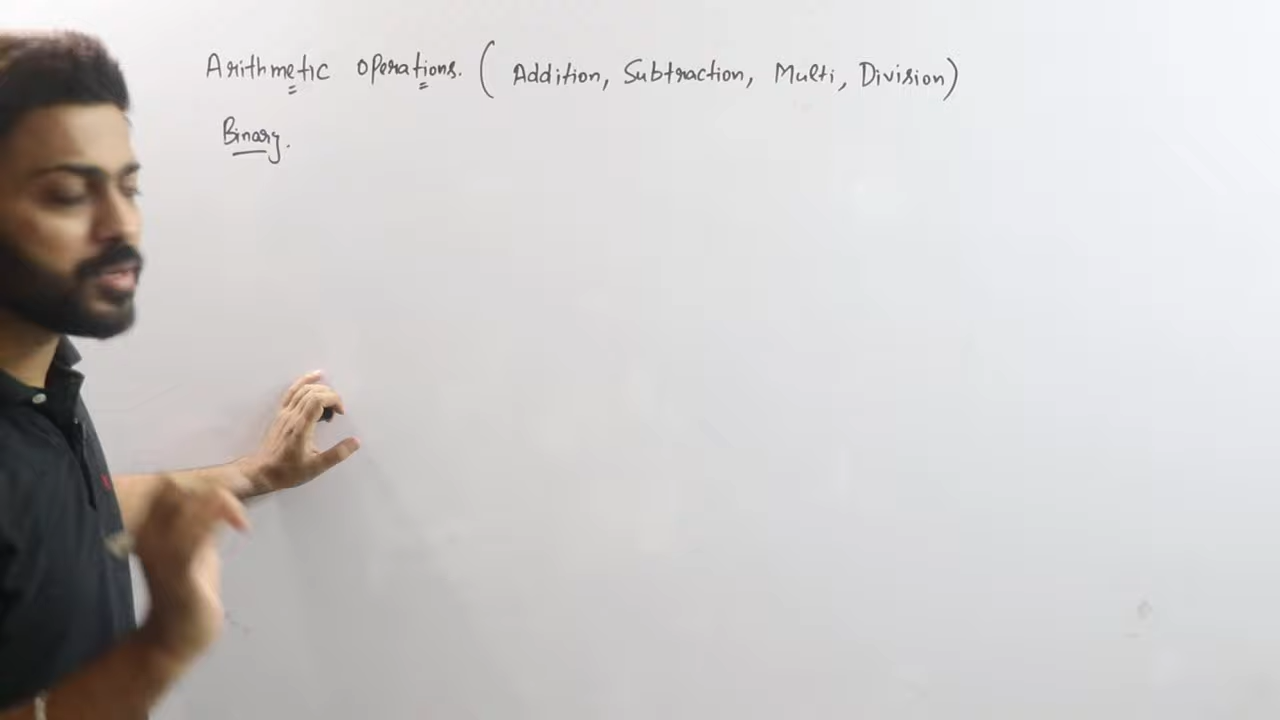 Arithmetic operations. ( Addition, Subtraction, Multi, Division)
Binary.